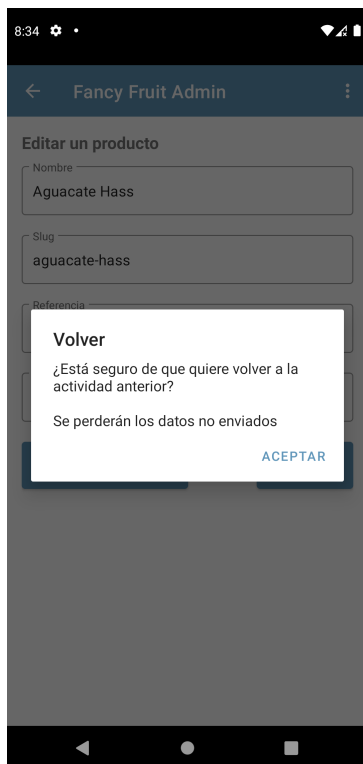 8:34
Fancy Fruit Admin
Editar un producto
Nombre
Aguacate Hass
Slug
aguacate-hass
Referencia
Volver
¿Está seguro de que quiere volver a la
actividad anterior?
Se perderán los datos no enviados
ACEPTAR